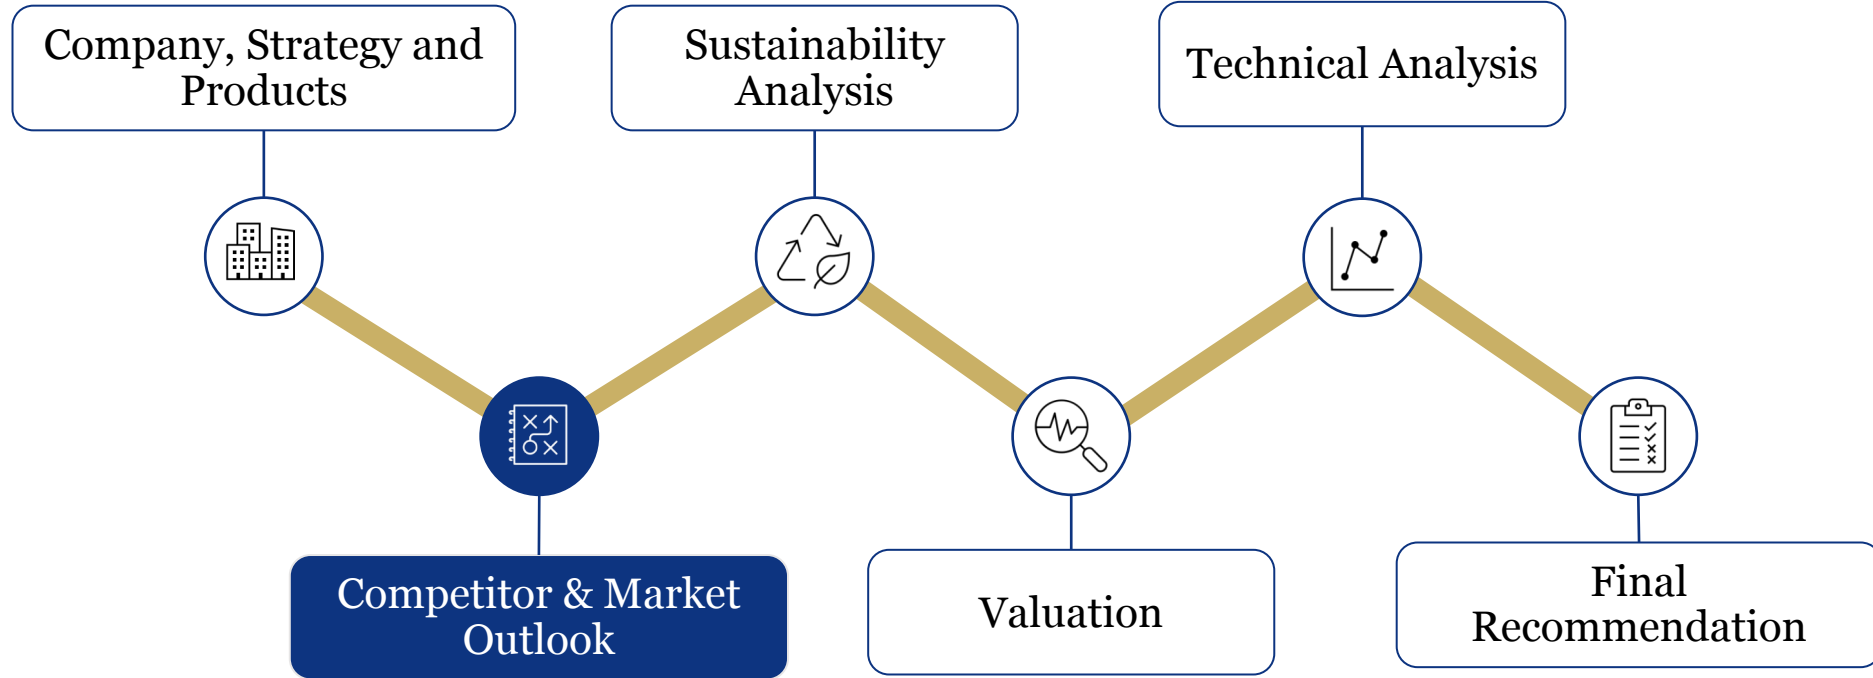 Company, Strategy and
Products
Sustainability
Analysis
Technical Analysis
Competitor & Market
Outlook
Valuation
Final
Recommendation